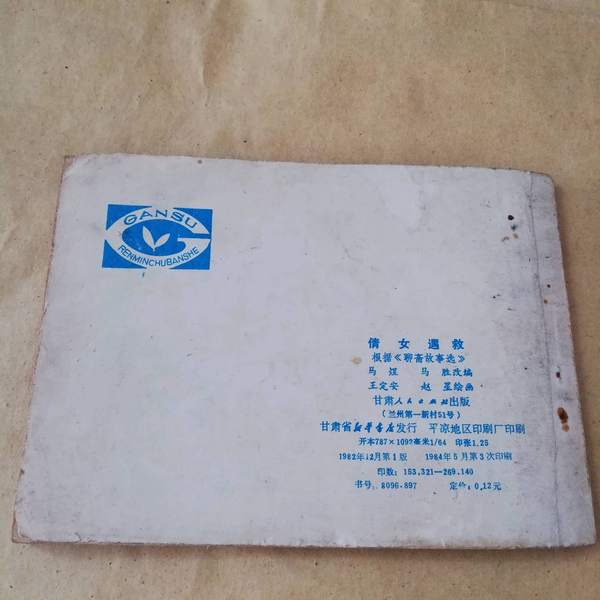 GANSU
RENMINCHUBANSHE
倩女遇救
根据《聊斋故事选》
马煜 马胜改编
王定安 赵星绘画
甘肃人民出版社出版
（兰州第一新村51号）
甘肃省新华书店发行 平凉地区印刷厂印刷
开本787×1092毫米1/64 印张1.25
1982年12月第1版 1984年5月第3次印刷
印数：153,321—269,140
书号：8096·897 定价：0.12元